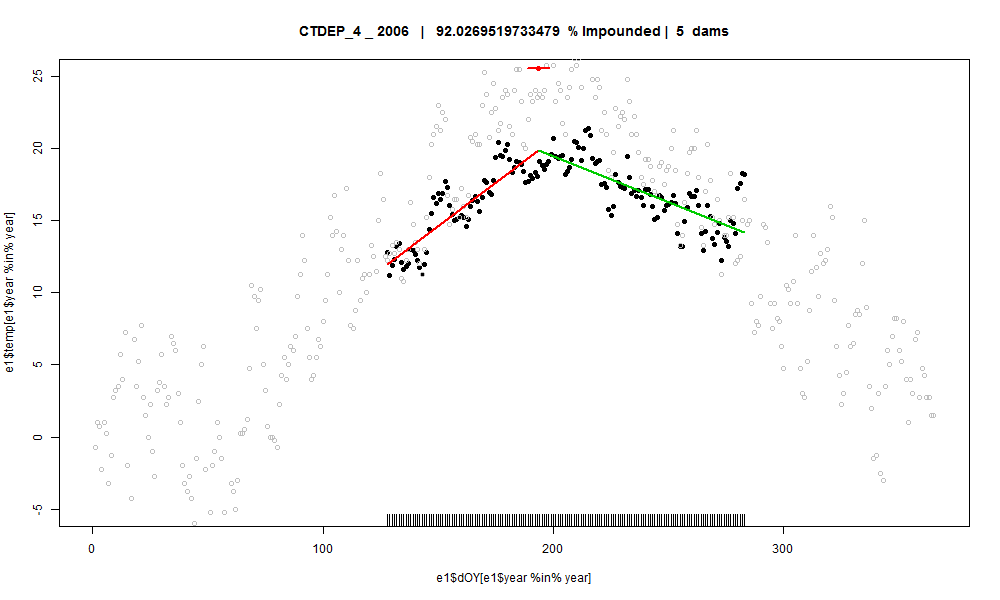 CTDEP_4 _ 2006 | 92.0269519733479 % Impounded | 5 dams
25
20
15
10
5
0
-5
e1$temp[e1$year %in% year]
0 100 200 300
e1$dOY[e1$year %in% year]